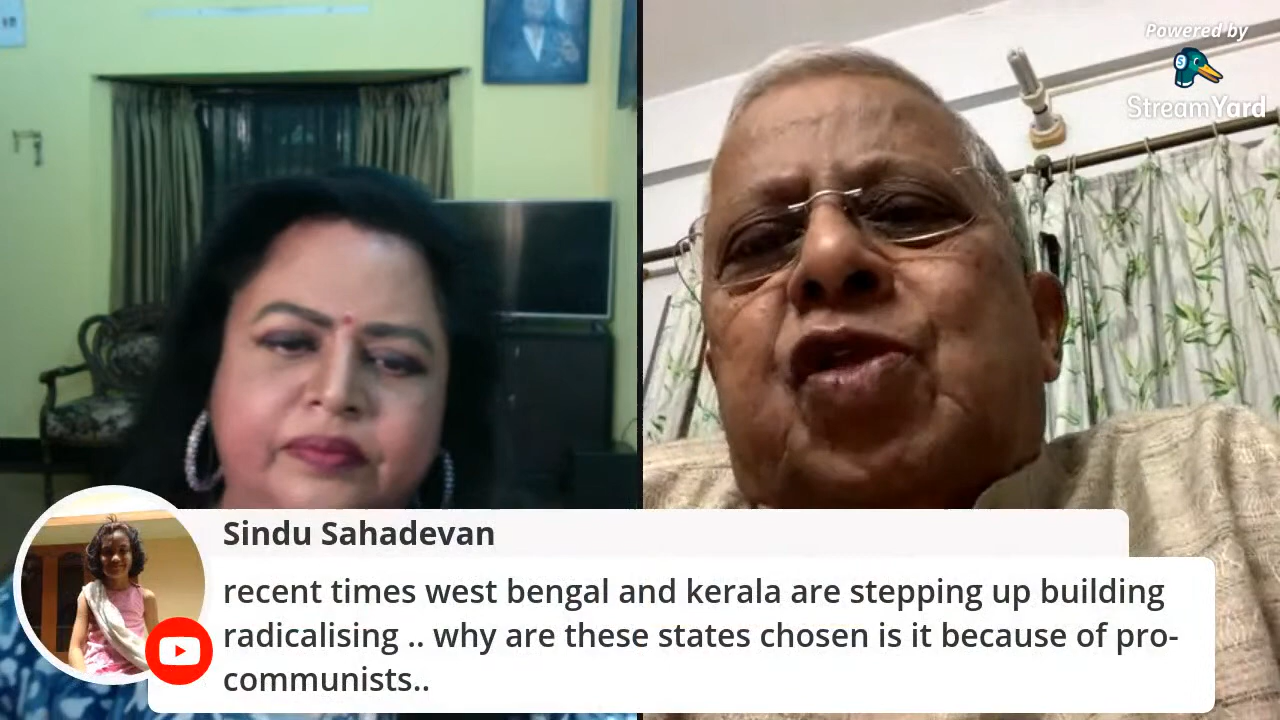 Powered by
StreamYard
Sindu Sahadevan
recent times west bengal and kerala are stepping up building
radicalising .. why are these states chosen is it because of pro-
communists..